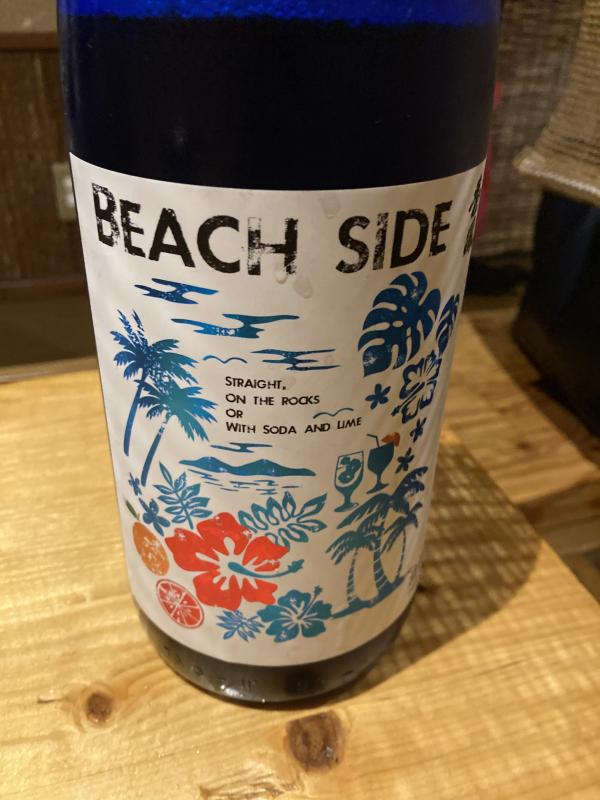 BEACH SIDE
STRAIGHT,
ON THE ROCKS
OR
WITH SODA AND LIME